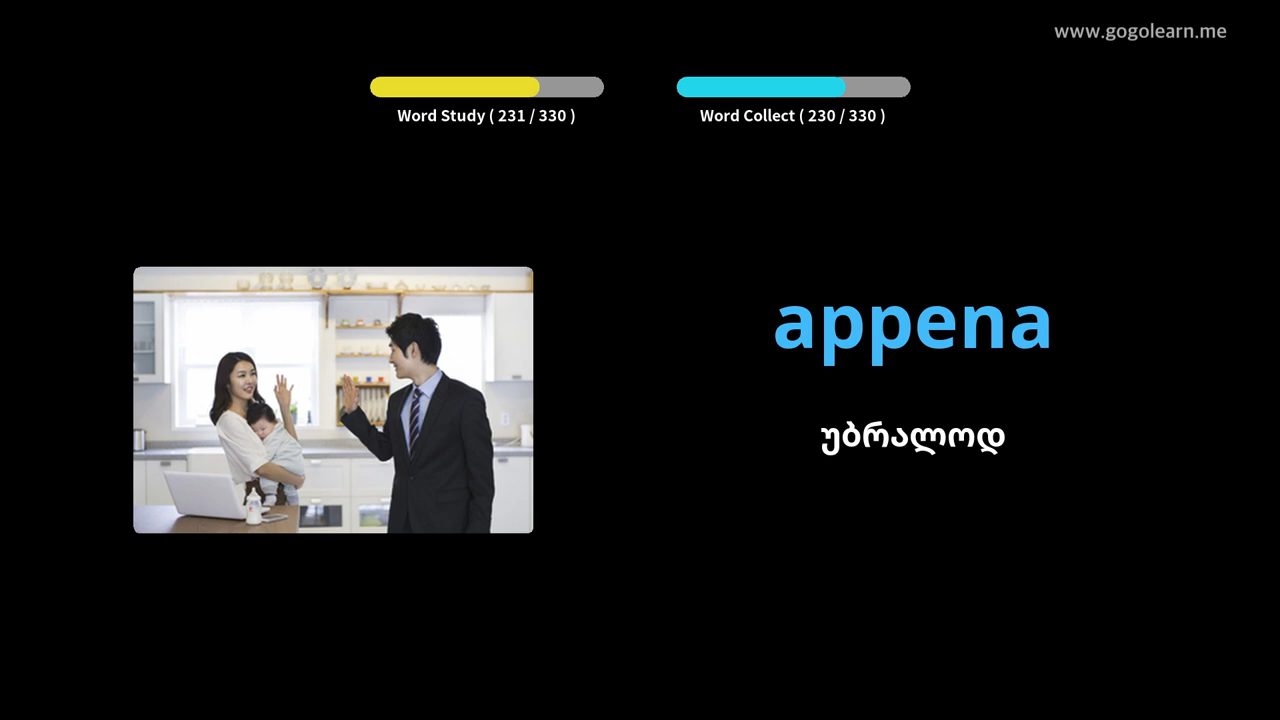 www.gogolearn.me
Word Study ( 231 / 330 )
Word Collect ( 230 / 330 )
appena
უბრალოდ